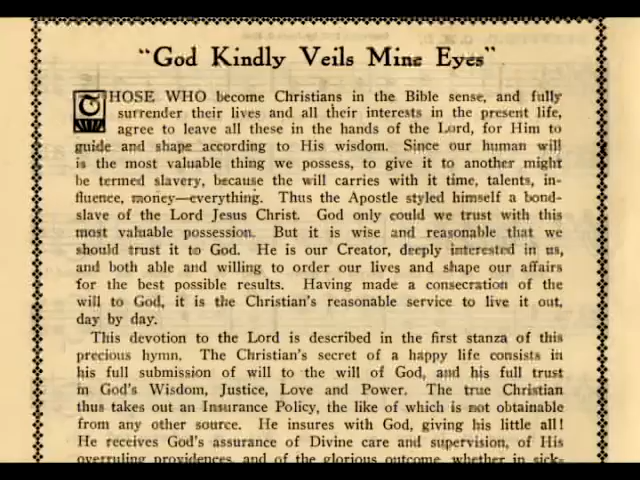 “God Kindly Veils Mine Eyes”
THOSE WHO become Christians in the Bible sense, and fully
surrender their lives and all their interests in the present life,
agree to leave all these in the hands of the Lord, for Him to
guide and shape according to His wisdom. Since our human will
is the most valuable thing we possess, to give it to another might
be termed slavery, because the will carries with it time, talents, in-
fluence, money—everything. Thus the Apostle styled himself a bond-
slave of the Lord Jesus Christ. God only could we trust with this
most valuable possession. But it is wise and reasonable that we
should trust it to God. He is our Creator, deeply interested in us,
and both able and willing to order our lives and shape our affairs
for the best possible results. Having made a consecration of the
will to God, it is the Christian’s reasonable service to live it out,
day by day.
This devotion to the Lord is described in the first stanza of this
precious hymn. The Christian’s secret of a happy life consists in
his full submission of will to the will of God, and his full trust
in God’s Wisdom, Justice, Love and Power. The true Christian
thus takes out an Insurance Policy, the like of which is not obtainable
from any other source. He insures with God, giving his little all!
He receives God’s assurance of Divine care and supervision, of His
overruling providences, and of the glorious outcome, whether in sick-